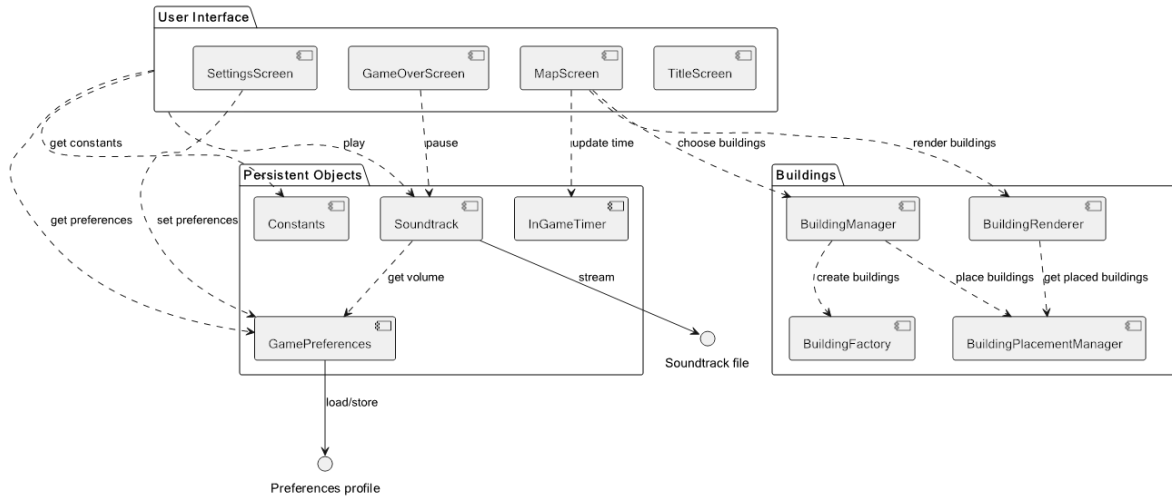 User Interface
SettingsScreen
GameOverScreen
MapScreen
TitleScreen
get constants
play
pause
update time
choose buildings
render buildings
Persistent Objects
Buildings
get preferences
set preferences
Constants
Soundtrack
InGameTimer
BuildingManager
BuildingRenderer
get volume
stream
create buildings
place buildings
get placed buildings
GamePreferences
BuildingFactory
BuildingPlacementManager
Soundtrack file
load/store
Preferences profile